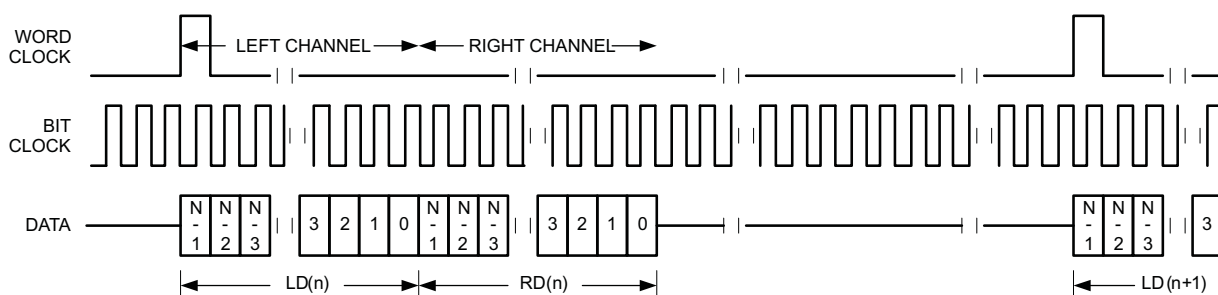 WORD
CLOCK
LEFT CHANNEL
RIGHT CHANNEL
BIT
CLOCK
DATA
N-1 N-2 N-3 3 2 1 0 N-1 N-2 N-3 3 2 1 0 N-1 N-2 N-3 3
LD(n) RD(n) LD(n+1)